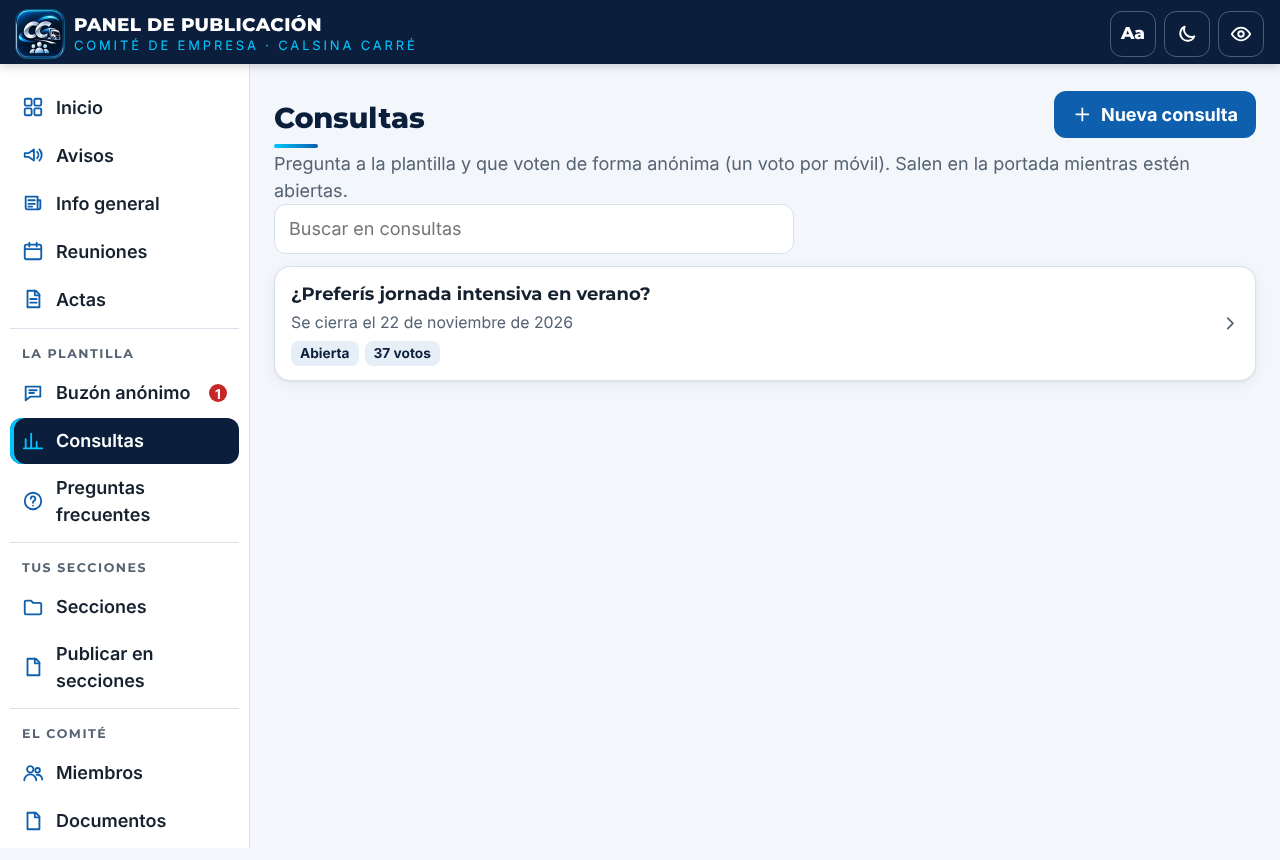 PANEL DE PUBLICACIÓN
COMITÉ DE EMPRESA · CALSINA CARRÉ
Aa
Inicio
Avisos
Info general
Reuniones
Actas
LA PLANTILLA
Buzón anónimo 1
Consultas
Preguntas
frecuentes
TUS SECCIONES
Secciones
Publicar en
secciones
EL COMITÉ
Miembros
Documentos
Consultas
+ Nueva consulta
Pregunta a la plantilla y que voten de forma anónima (un voto por móvil). Salen en la portada mientras estén
abiertas.
Buscar en consultas
¿Preferís jornada intensiva en verano?
Se cierra el 22 de noviembre de 2026
Abierta 37 votos